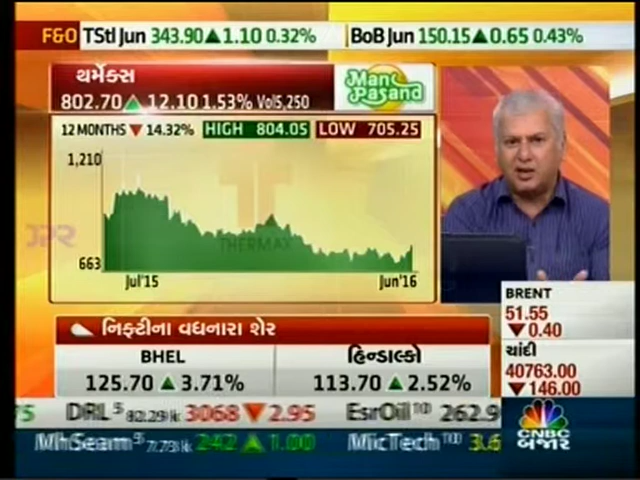 F&O TStl Jun 343.90▲1.10 0.32% BoB Jun 150.15▲0.65 0.43%
થર્મેક્સ
802.70 ▲ 12.10 1.53% Vol5,250
Man Pasand
12 MONTHS ▼ 14.32% HIGH 804.05 LOW 705.25
1,210
THERMAX
663
Jul'15 Jun'16
JPR
BRENT
51.55
▼0.40
ચાંદી
40763.00
▼146.00
નિફ્ટીના વધનારા શેર
BHEL હિન્ડાલ્કો
125.70 ▲ 3.71% 113.70 ▲ 2.52%
DRL 3068 ▼ 2.95 EsrOil 262.9
MhSeam 242 ▲ 1.00 MicTech 3.6
CNBC
બજાર